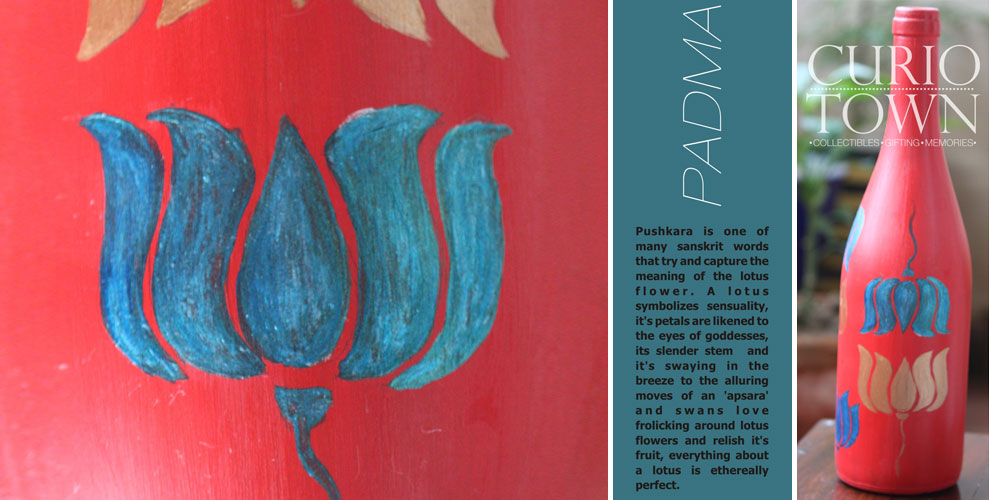 PADMA
Pushkara is one of
many sanskrit words
that try and capture the
meaning of the lotus
flower. A lotus
symbolizes sensuality,
it's petals are likened to
the eyes of goddesses,
its slender stem and
it's swaying in the
breeze to the alluring
moves of an 'apsara'
and swans love
frolicking around lotus
flowers and relish it's
fruit, everything about
a lotus is ethereally
perfect.
CURIO
TOWN
•COLLECTIBLES•GIFTING•MEMORIES•